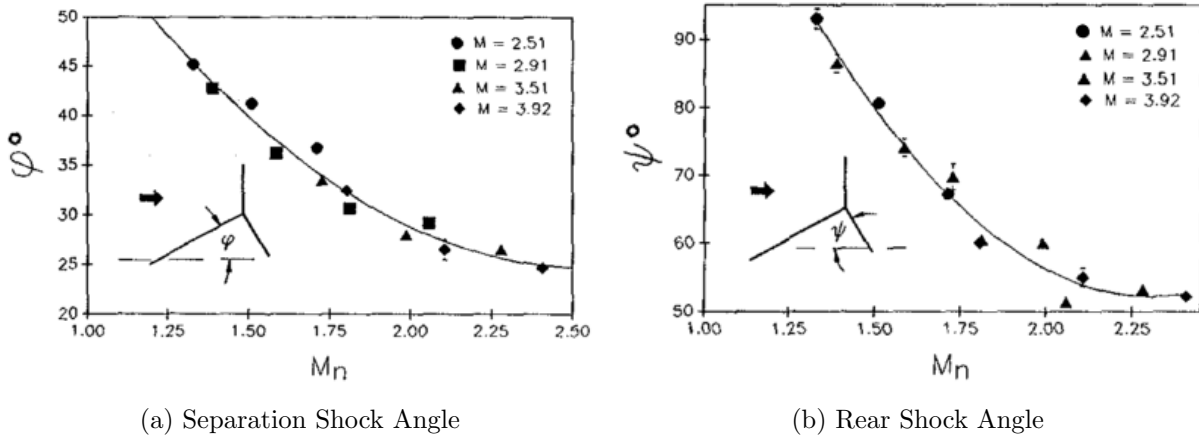 50
45
40
35
30
25
20
φ°
1.00 1.25 1.50 1.75 2.00 2.25 2.50
Mn
M = 2.51
M = 2.91
M = 3.51
M = 3.92
φ
(a) Separation Shock Angle
90
80
70
60
50
ψ°
1.00 1.25 1.50 1.75 2.00 2.25
Mn
M = 2.51
M = 2.91
M = 3.51
M = 3.92
ψ
(b) Rear Shock Angle